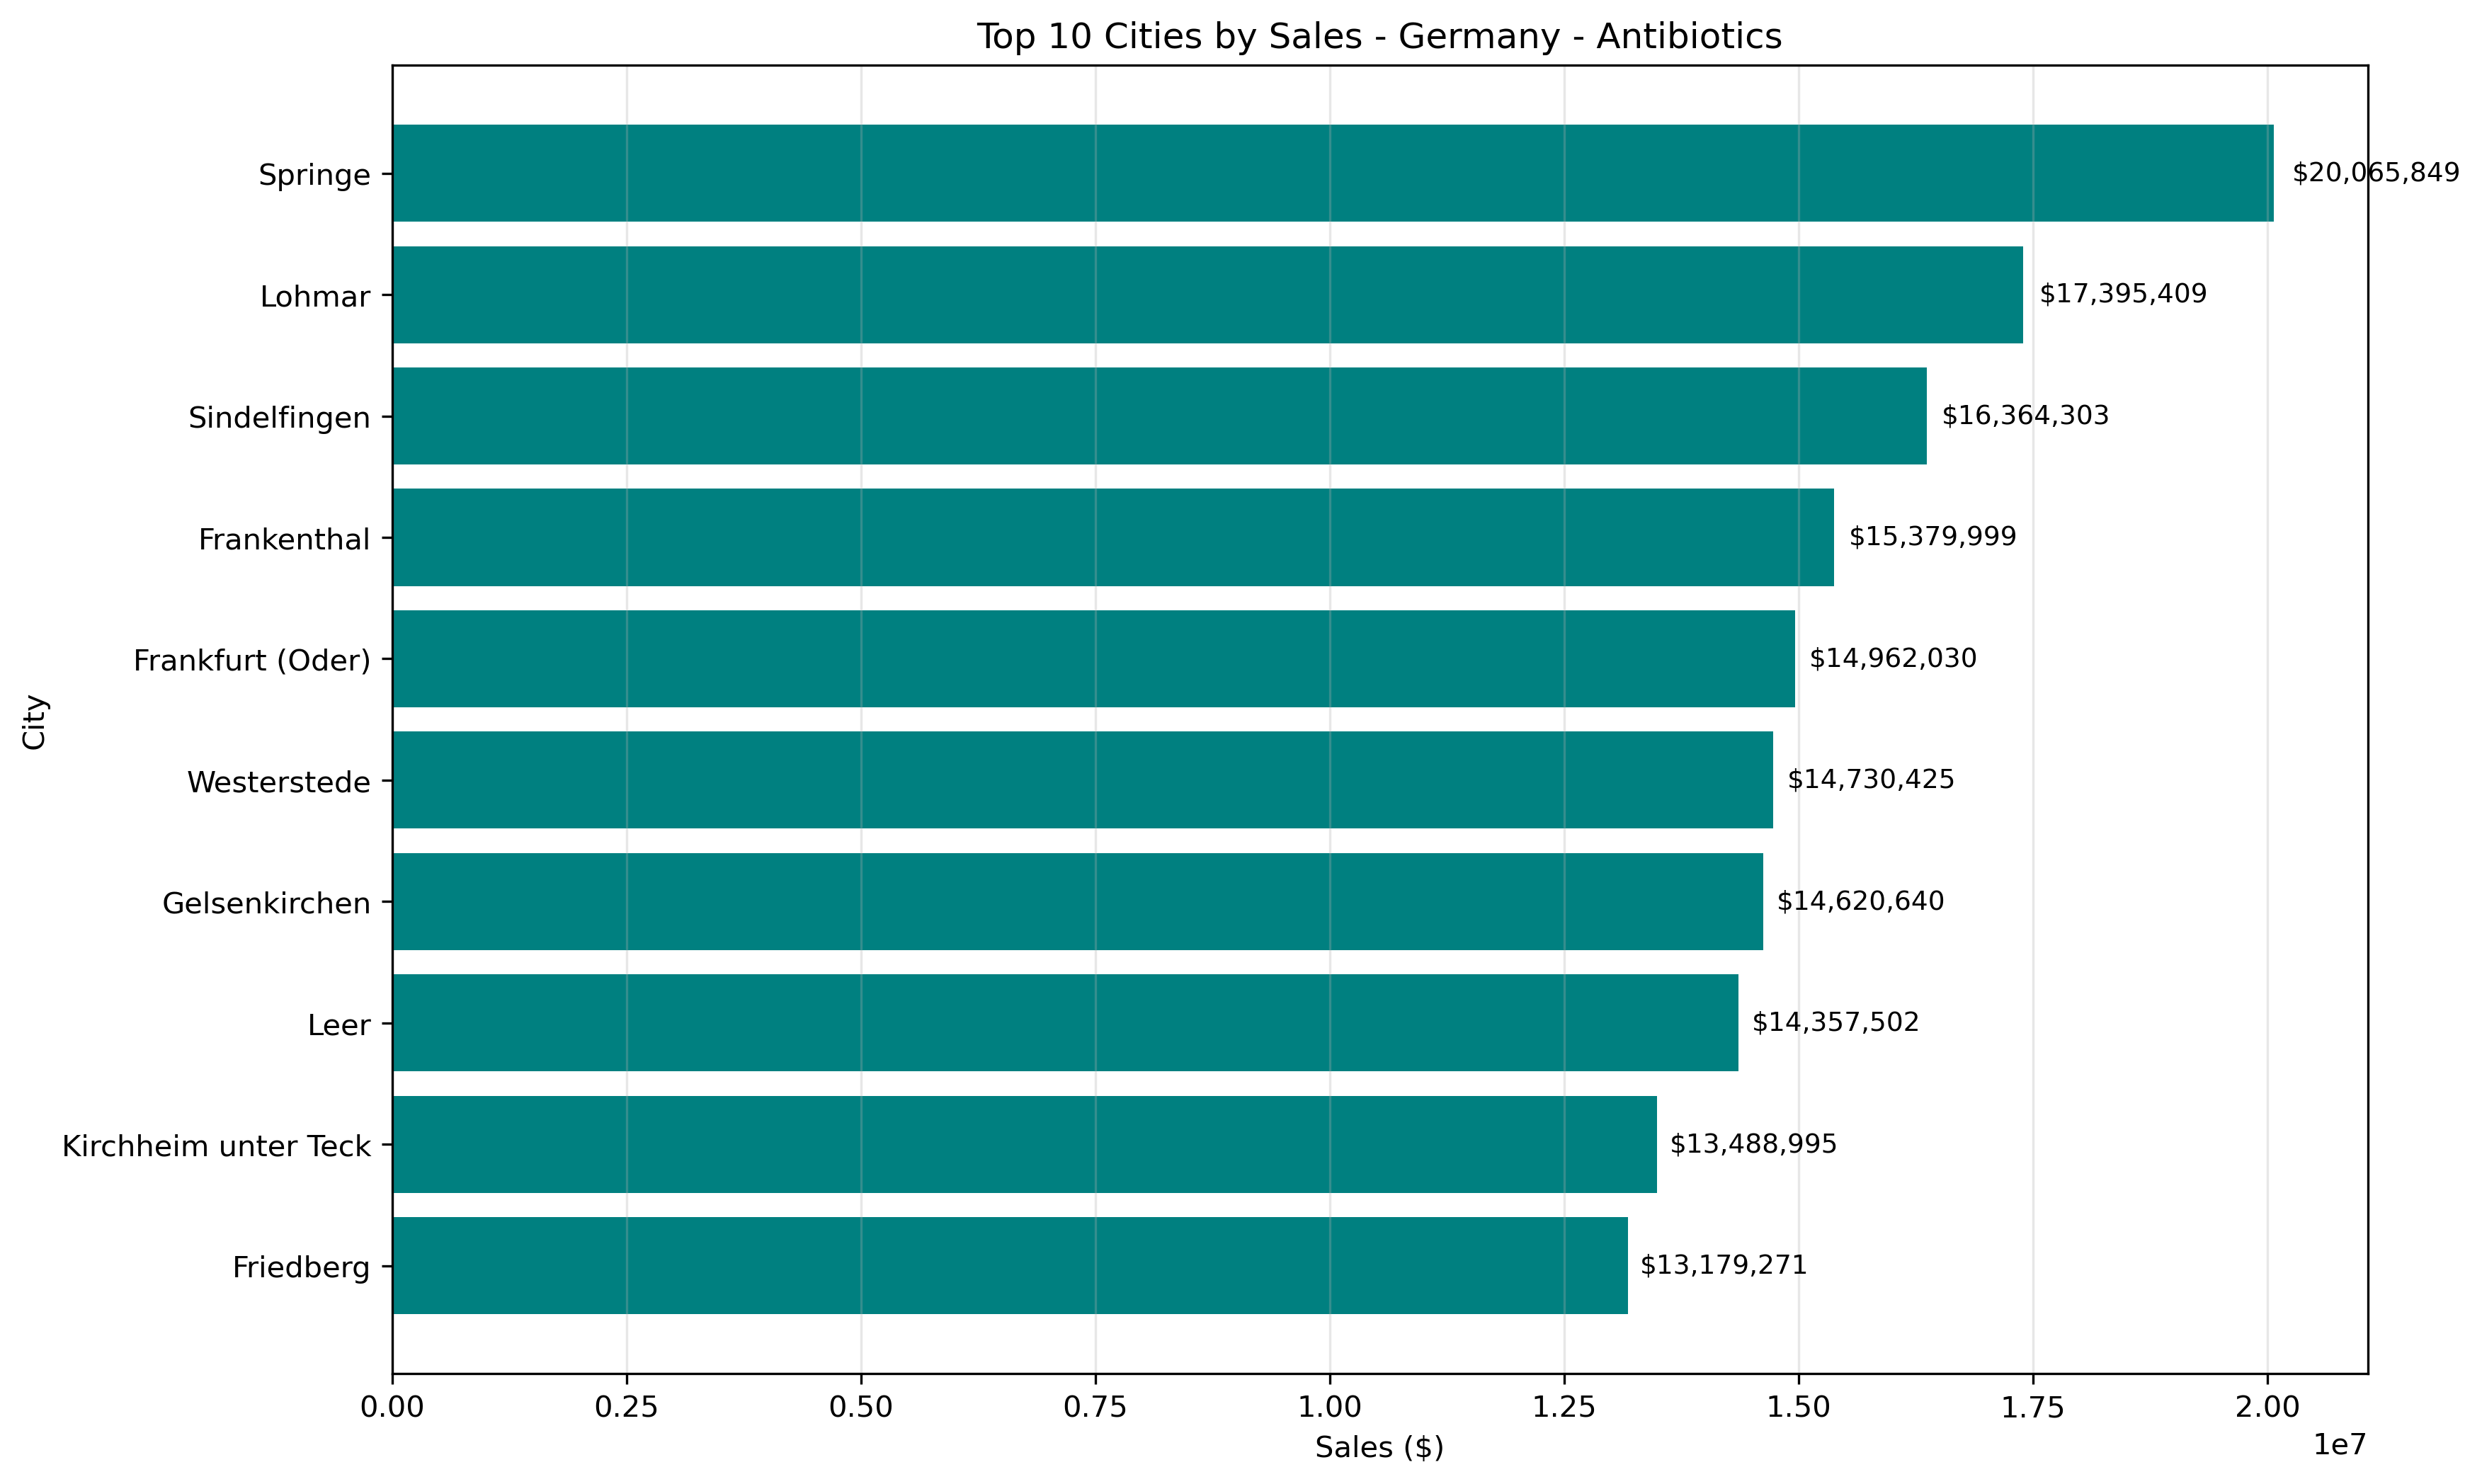 Top 10 Cities by Sales - Germany - Antibiotics
Springe $20,065,849
Lohmar $17,395,409
Sindelfingen $16,364,303
Frankenthal $15,379,999
Frankfurt (Oder) $14,962,030
Westerstede $14,730,425
Gelsenkirchen $14,620,640
Leer $14,357,502
Kirchheim unter Teck $13,488,995
Friedberg $13,179,271
City
0.00 0.25 0.50 0.75 1.00 1.25 1.50 1.75 2.00
1e7
Sales ($)